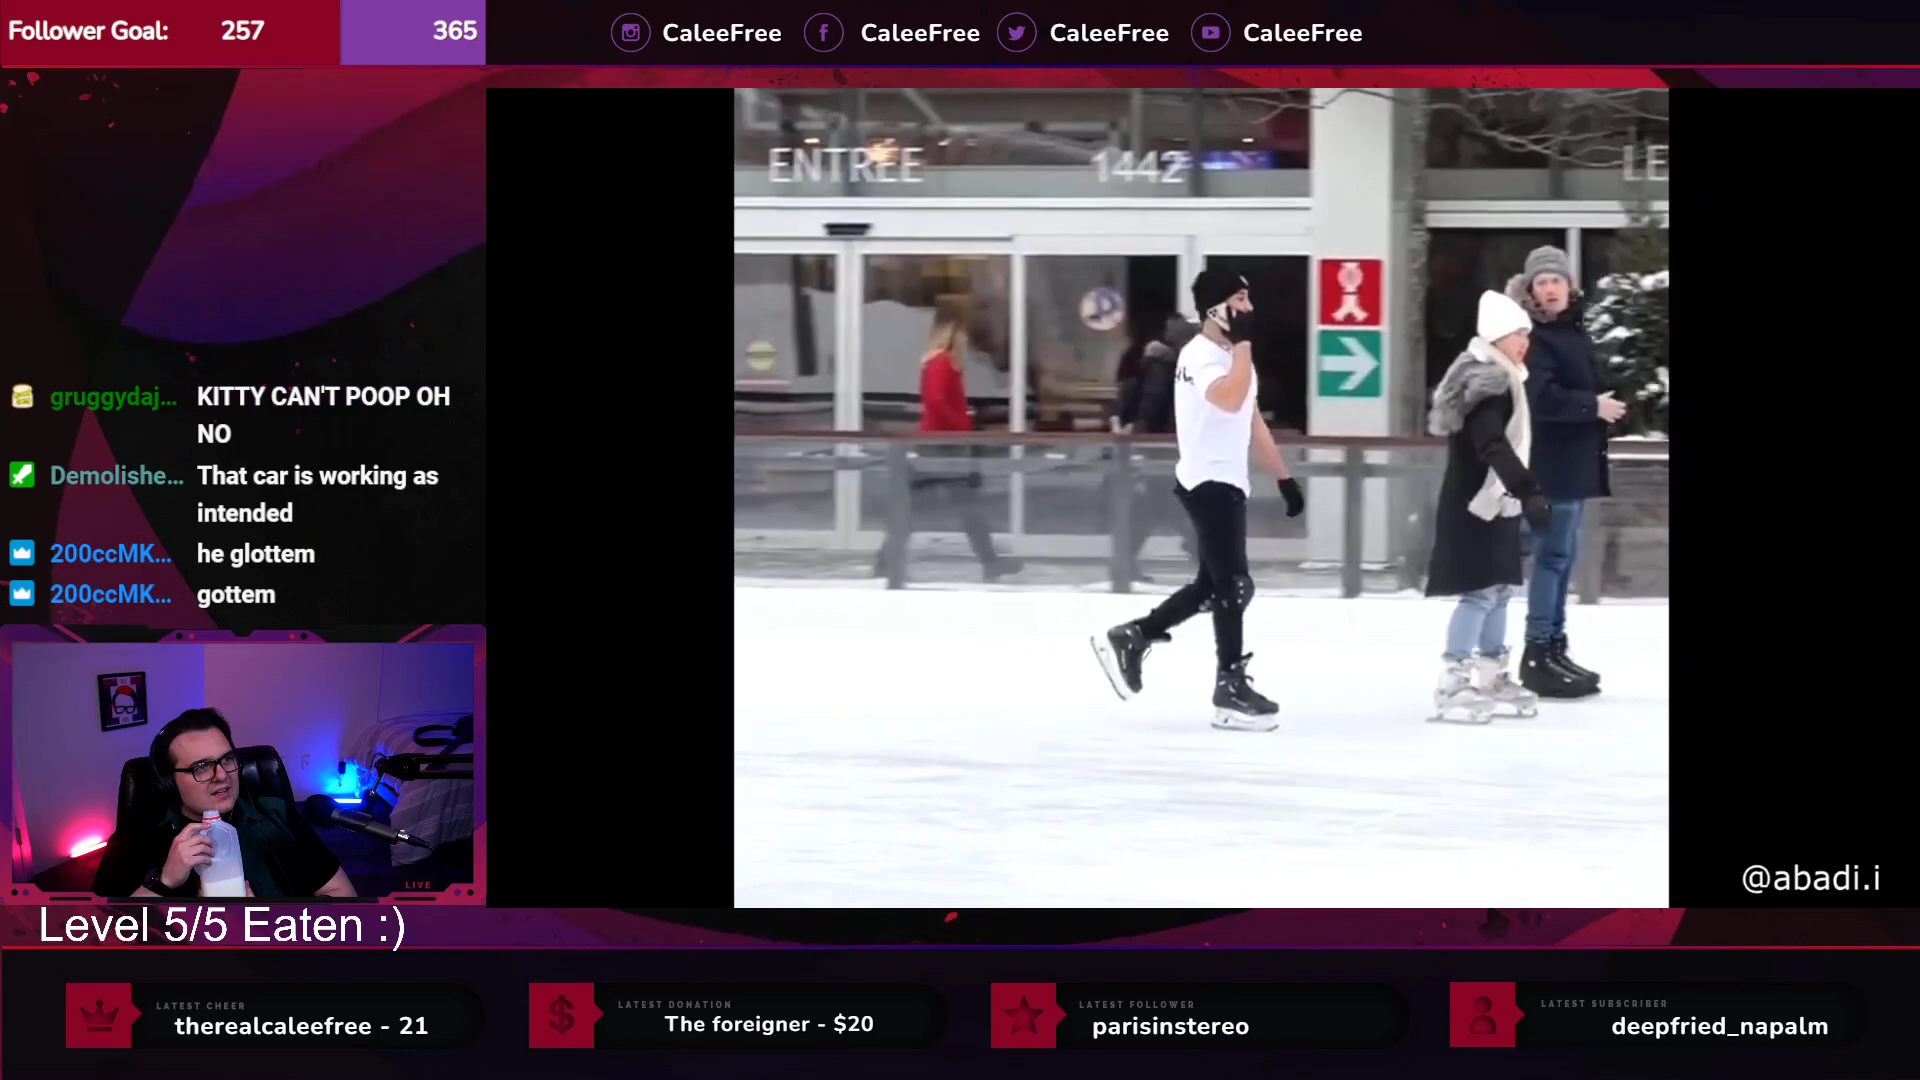 Follower Goal: 257 365
CaleeFree CaleeFree CaleeFree CaleeFree
ENTREE 1442 LE
gruggydaj... KITTY CAN'T POOP OH
NO
Demolishe... That car is working as
intended
200ccMK... he glottem
200ccMK... gottem
LIVE
@abadi.i
Level 5/5 Eaten :)
LATEST CHEER
therealcaleefree - 21
LATEST DONATION
The foreigner - $20
LATEST FOLLOWER
parisinstereo
LATEST SUBSCRIBER
deepfried_napalm